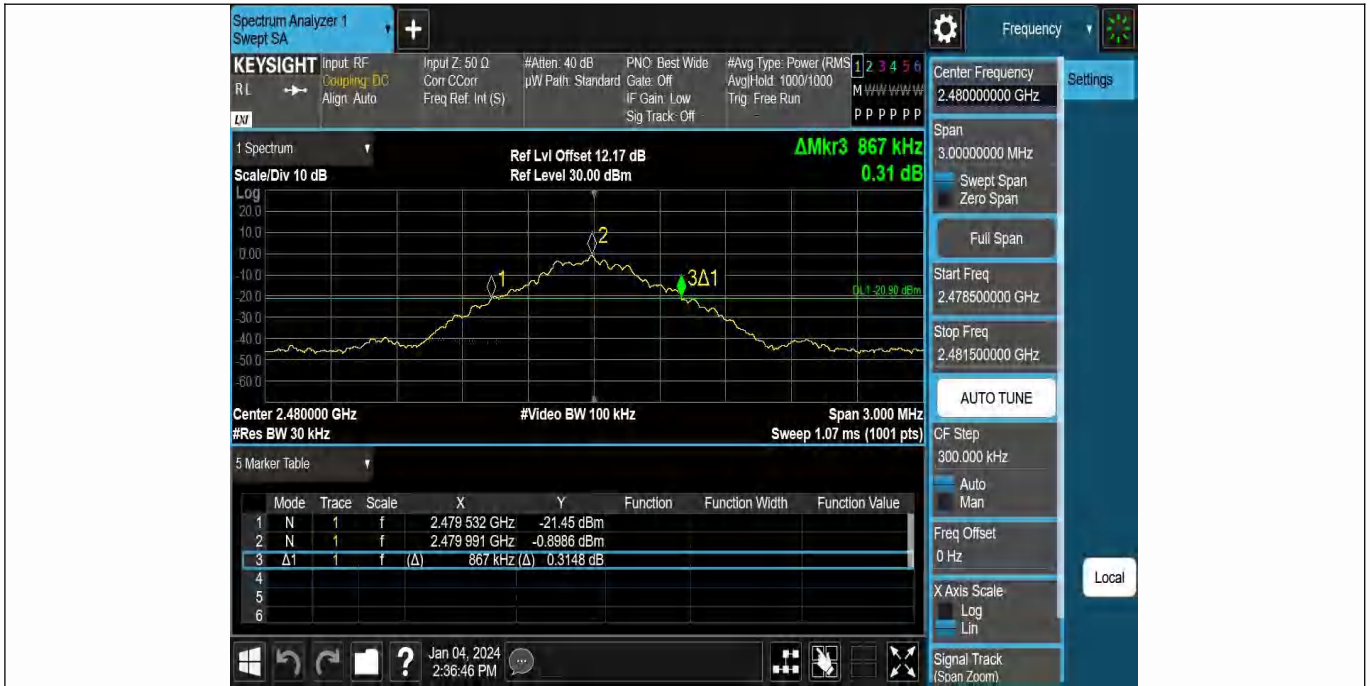 Spectrum Analyzer 1
Swept SA
+
Frequency
KEYSIGHT
RL
LXI
Input: RF
Coupling: DC
Align: Auto
Input Z: 50 Ω
Corr CCorr
Freq Ref: Int (S)
#Atten: 40 dB
µW Path: Standard
PNO: Best Wide
Gate: Off
IF Gain: Low
Sig Track: Off
#Avg Type: Power (RMS
Avg|Hold: 1000/1000
Trig: Free Run
1 2 3 4 5 6
M W W W W W
P P P P P P
1 Spectrum
Scale/Div 10 dB
Ref Lvl Offset 12.17 dB
Ref Level 30.00 dBm
ΔMkr3 867 kHz
0.31 dB
Log
20.0
10.0
0.00
-10.0
-20.0
-30.0
-40.0
-50.0
-60.0
1
2
3Δ1
DL1 -20.90 dBm
Center 2.480000 GHz
#Video BW 100 kHz
Span 3.000 MHz
#Res BW 30 kHz
Sweep 1.07 ms (1001 pts)
5 Marker Table
Mode Trace Scale X Y Function Function Width Function Value
1 N 1 f 2.479 532 GHz -21.45 dBm
2 N 1 f 2.479 991 GHz -0.8986 dBm
3 Δ1 1 f (Δ) 867 kHz (Δ) 0.3148 dB
4
5
6
?
Jan 04, 2024
2:36:46 PM
Center Frequency
2.480000000 GHz
Settings
Span
3.00000000 MHz
Swept Span
Zero Span
Full Span
Start Freq
2.478500000 GHz
Stop Freq
2.481500000 GHz
AUTO TUNE
CF Step
300.000 kHz
Auto
Man
Freq Offset
0 Hz
X Axis Scale
Log
Lin
Signal Track
(Span Zoom)
Local